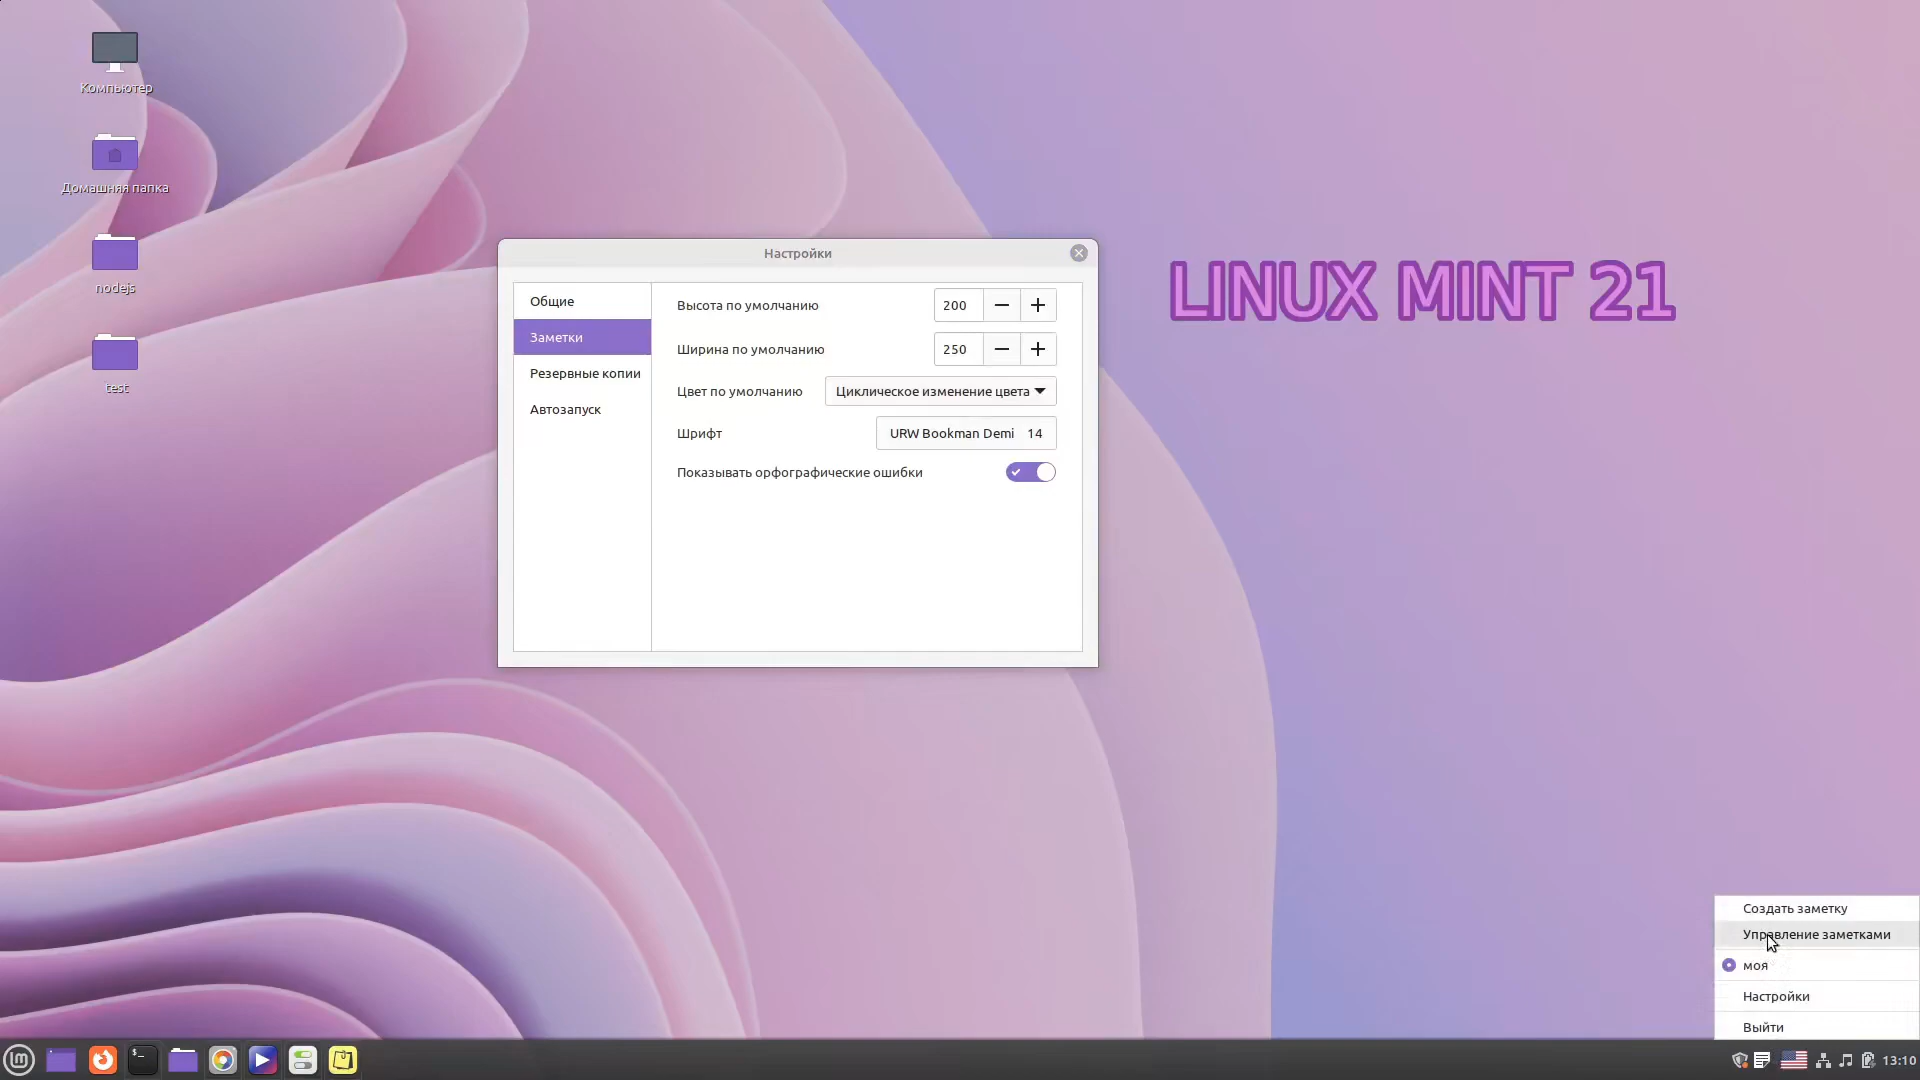 Компьютер
Домашняя папка
nodejs
test
LINUX MINT 21
Настройки
Общие
Заметки
Резервные копии
Автозапуск
Высота по умолчанию 200
Ширина по умолчанию 250
Цвет по умолчанию Циклическое изменение цвета
Шрифт URW Bookman Demi 14
Показывать орфографические ошибки
Создать заметку
Управление заметками
моя
Настройки
Выйти
13:10